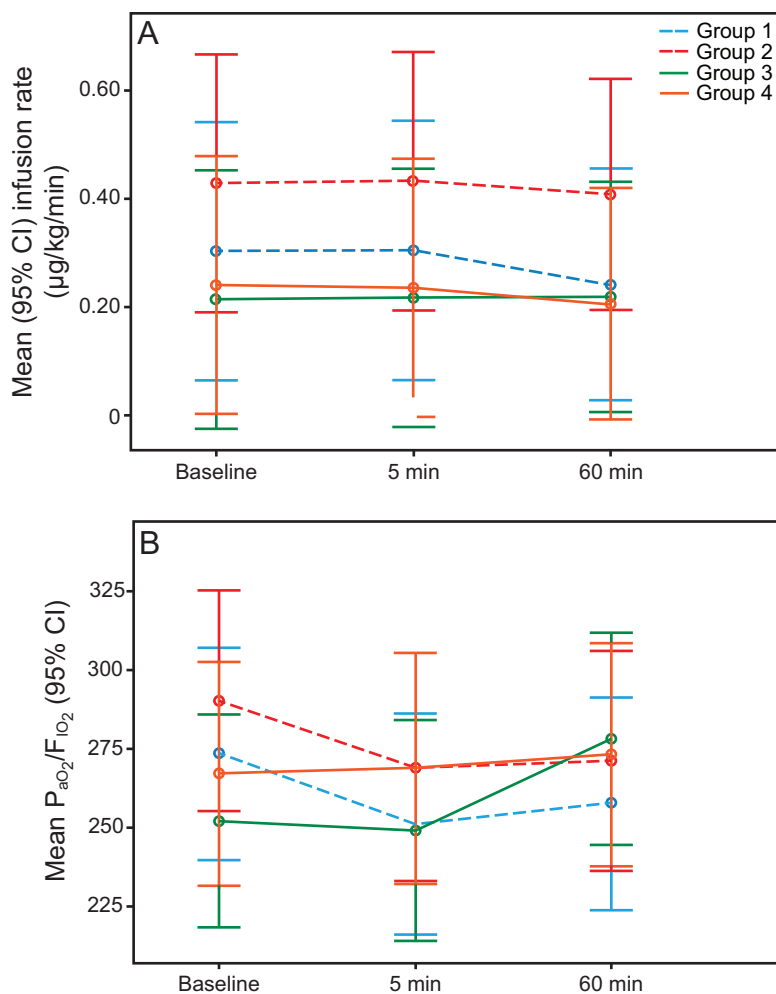 A
Group 1
Group 2
Group 3
Group 4
Mean (95% CI) infusion rate
(µg/kg/min)
0.60
0.40
0.20
0
Baseline 5 min 60 min
B
Mean PaO2/FIO2 (95% CI)
325
300
275
250
225
Baseline 5 min 60 min